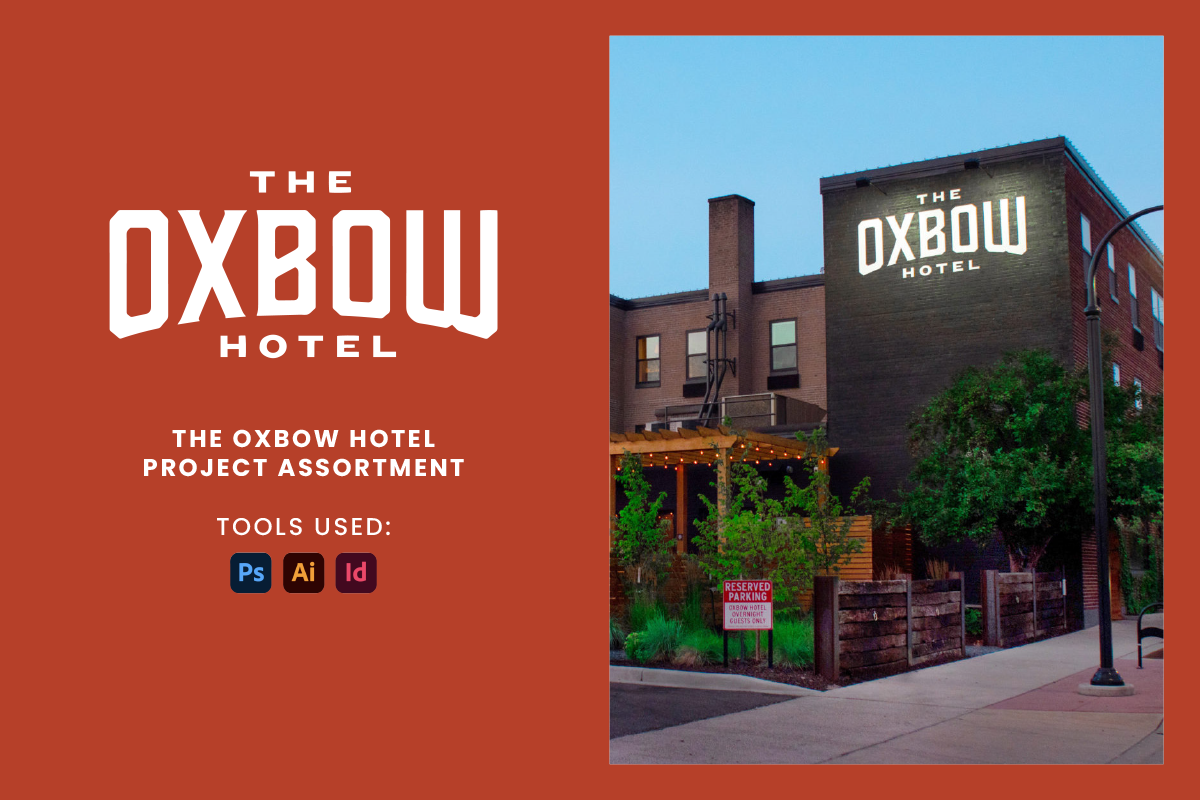 THE
OXBOW
HOTEL
THE OXBOW HOTEL
PROJECT ASSORTMENT
TOOLS USED:
Ps Ai Id
THE
OXBOW
HOTEL
RESERVED
PARKING
OXBOW HOTEL
OVERNIGHT
GUESTS ONLY